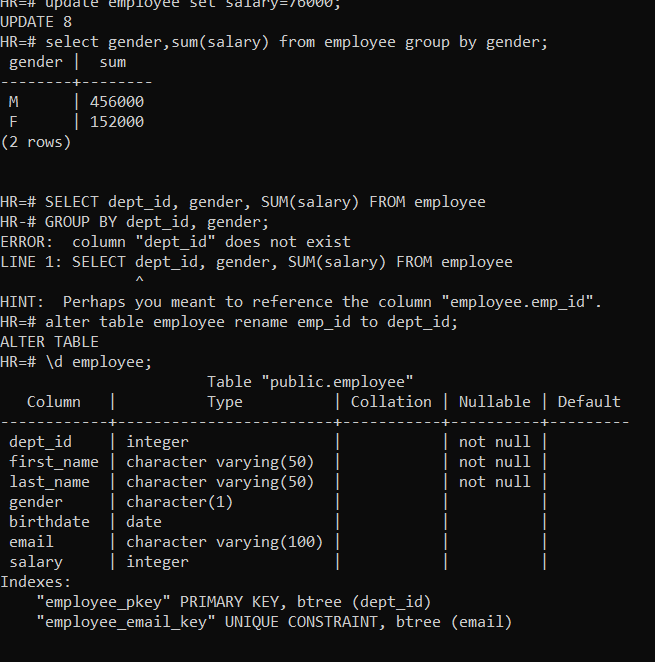 HR=# update employee set salary=76000;
UPDATE 8
HR=# select gender,sum(salary) from employee group by gender;
 gender |  sum
--------+--------
 M      | 456000
 F      | 152000
(2 rows)
HR=# SELECT dept_id, gender, SUM(salary) FROM employee
HR-# GROUP BY dept_id, gender;
ERROR:  column "dept_id" does not exist
LINE 1: SELECT dept_id, gender, SUM(salary) FROM employee
               ^
HINT:  Perhaps you meant to reference the column "employee.emp_id".
HR=# alter table employee rename emp_id to dept_id;
ALTER TABLE
HR=# \d employee;
                       Table "public.employee"
   Column   |          Type          | Collation | Nullable | Default
------------+------------------------+-----------+----------+---------
 dept_id    | integer                |           | not null |
 first_name | character varying(50)  |           | not null |
 last_name  | character varying(50)  |           | not null |
 gender     | character(1)           |           |          |
 birthdate  | date                   |           |          |
 email      | character varying(100) |           |          |
 salary     | integer                |           |          |
Indexes:
    "employee_pkey" PRIMARY KEY, btree (dept_id)
    "employee_email_key" UNIQUE CONSTRAINT, btree (email)